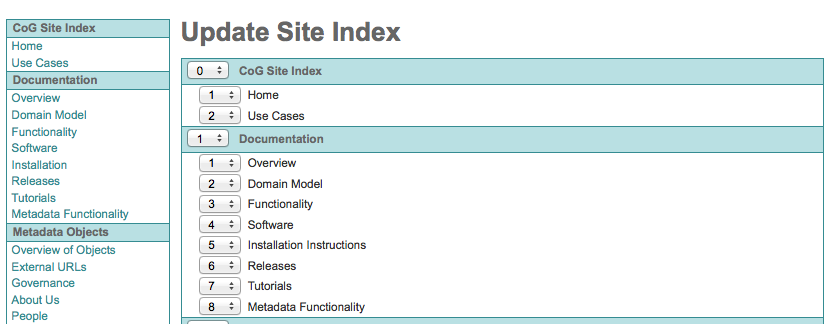 CoG Site Index
Home
Use Cases
Documentation
Overview
Domain Model
Functionality
Software
Installation
Releases
Tutorials
Metadata Functionality
Metadata Objects
Overview of Objects
External URLs
Governance
About Us
People
Update Site Index
0 CoG Site Index
1 Home
2 Use Cases
1 Documentation
1 Overview
2 Domain Model
3 Functionality
4 Software
5 Installation Instructions
6 Releases
7 Tutorials
8 Metadata Functionality